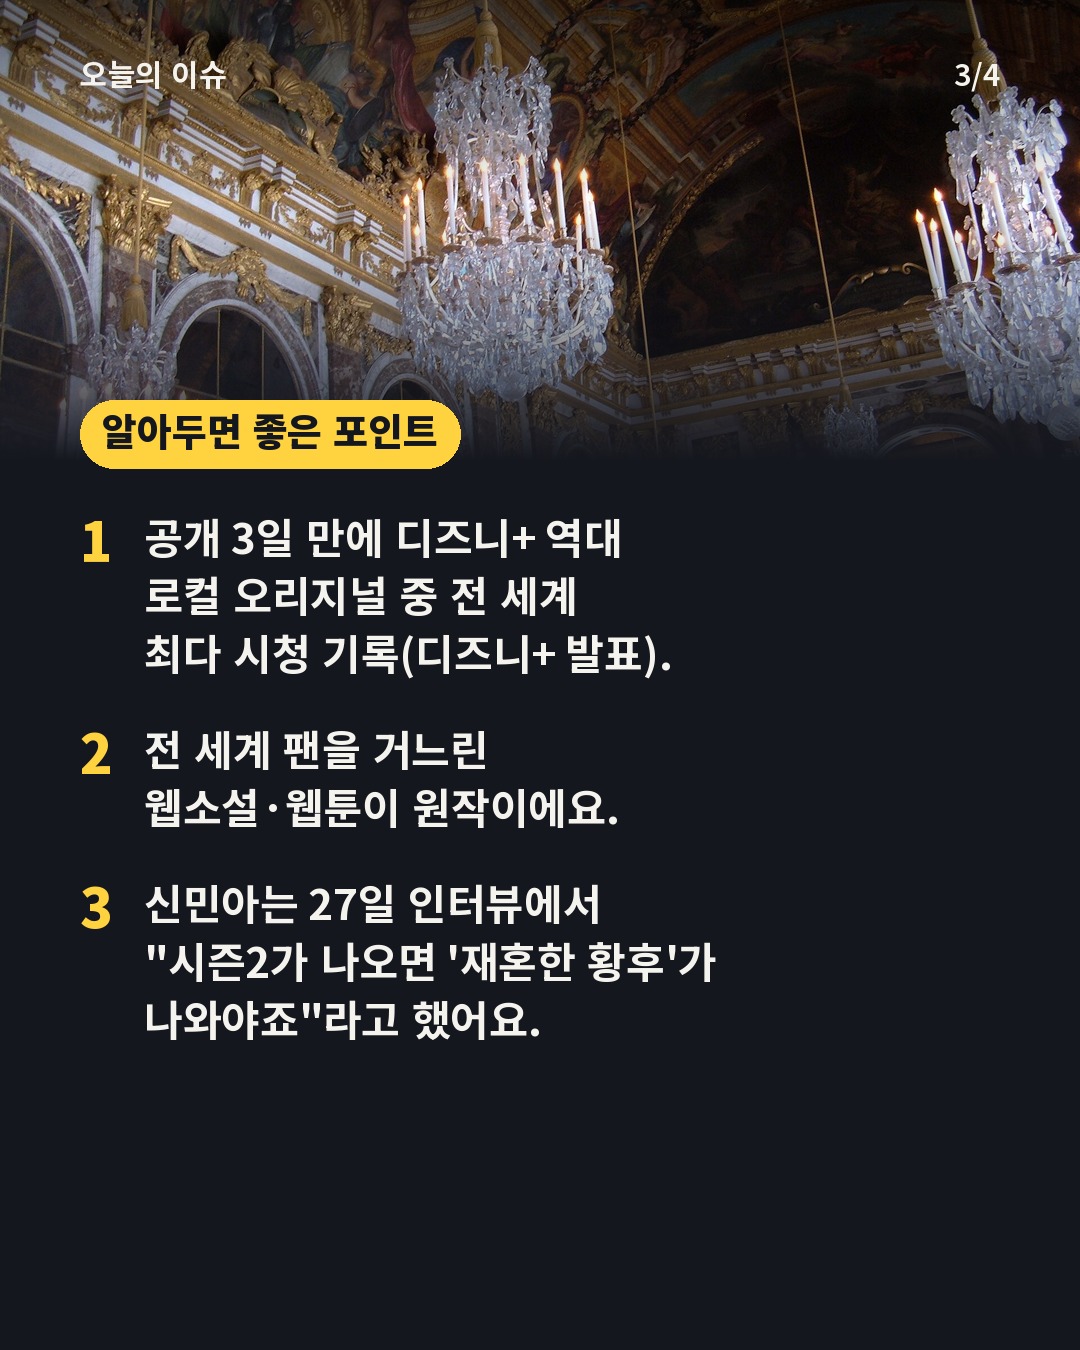 오늘의 이슈
3/4
알아두면 좋은 포인트
1 공개 3일 만에 디즈니+ 역대
로컬 오리지널 중 전 세계
최다 시청 기록(디즈니+ 발표).
2 전 세계 팬을 거느린
웹소설·웹툰이 원작이에요.
3 신민아는 27일 인터뷰에서
"시즌2가 나오면 '재혼한 황후'가
나와야죠"라고 했어요.